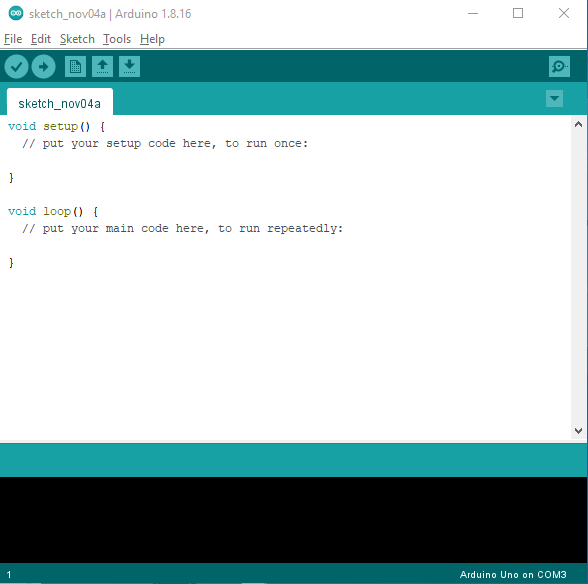 sketch_nov04a | Arduino 1.8.16
File Edit Sketch Tools Help
sketch_nov04a
void setup() {
  // put your setup code here, to run once:
}
void loop() {
  // put your main code here, to run repeatedly:
}
1 Arduino Uno on COM3